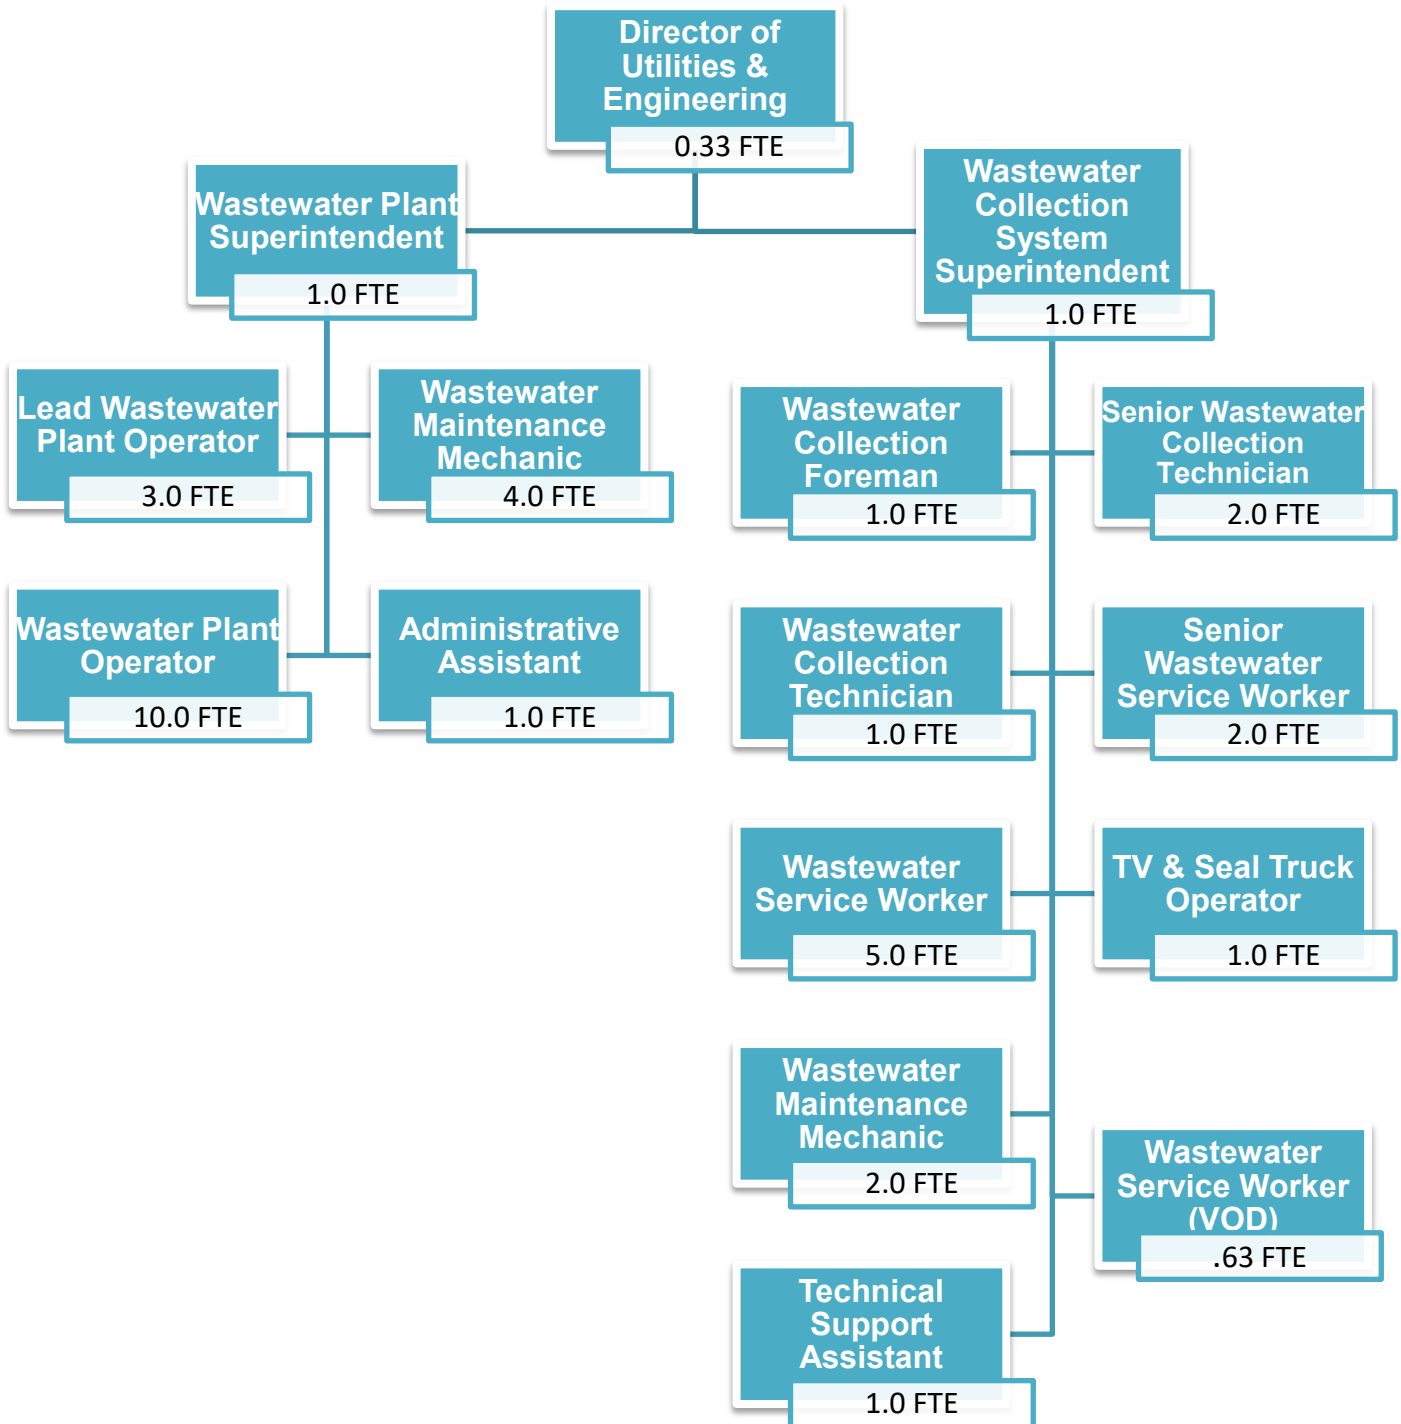 Director of
Utilities &
Engineering
0.33 FTE
Wastewater Plant
Superintendent
1.0 FTE
Wastewater
Collection
System
Superintendent
1.0 FTE
Lead Wastewater
Plant Operator
3.0 FTE
Wastewater
Maintenance
Mechanic
4.0 FTE
Wastewater Plant
Operator
10.0 FTE
Administrative
Assistant
1.0 FTE
Wastewater
Collection
Foreman
1.0 FTE
Senior Wastewater
Collection
Technician
2.0 FTE
Wastewater
Collection
Technician
1.0 FTE
Senior
Wastewater
Service Worker
2.0 FTE
Wastewater
Service Worker
5.0 FTE
TV & Seal Truck
Operator
1.0 FTE
Wastewater
Maintenance
Mechanic
2.0 FTE
Wastewater
Service Worker
(VOD)
.63 FTE
Technical
Support
Assistant
1.0 FTE